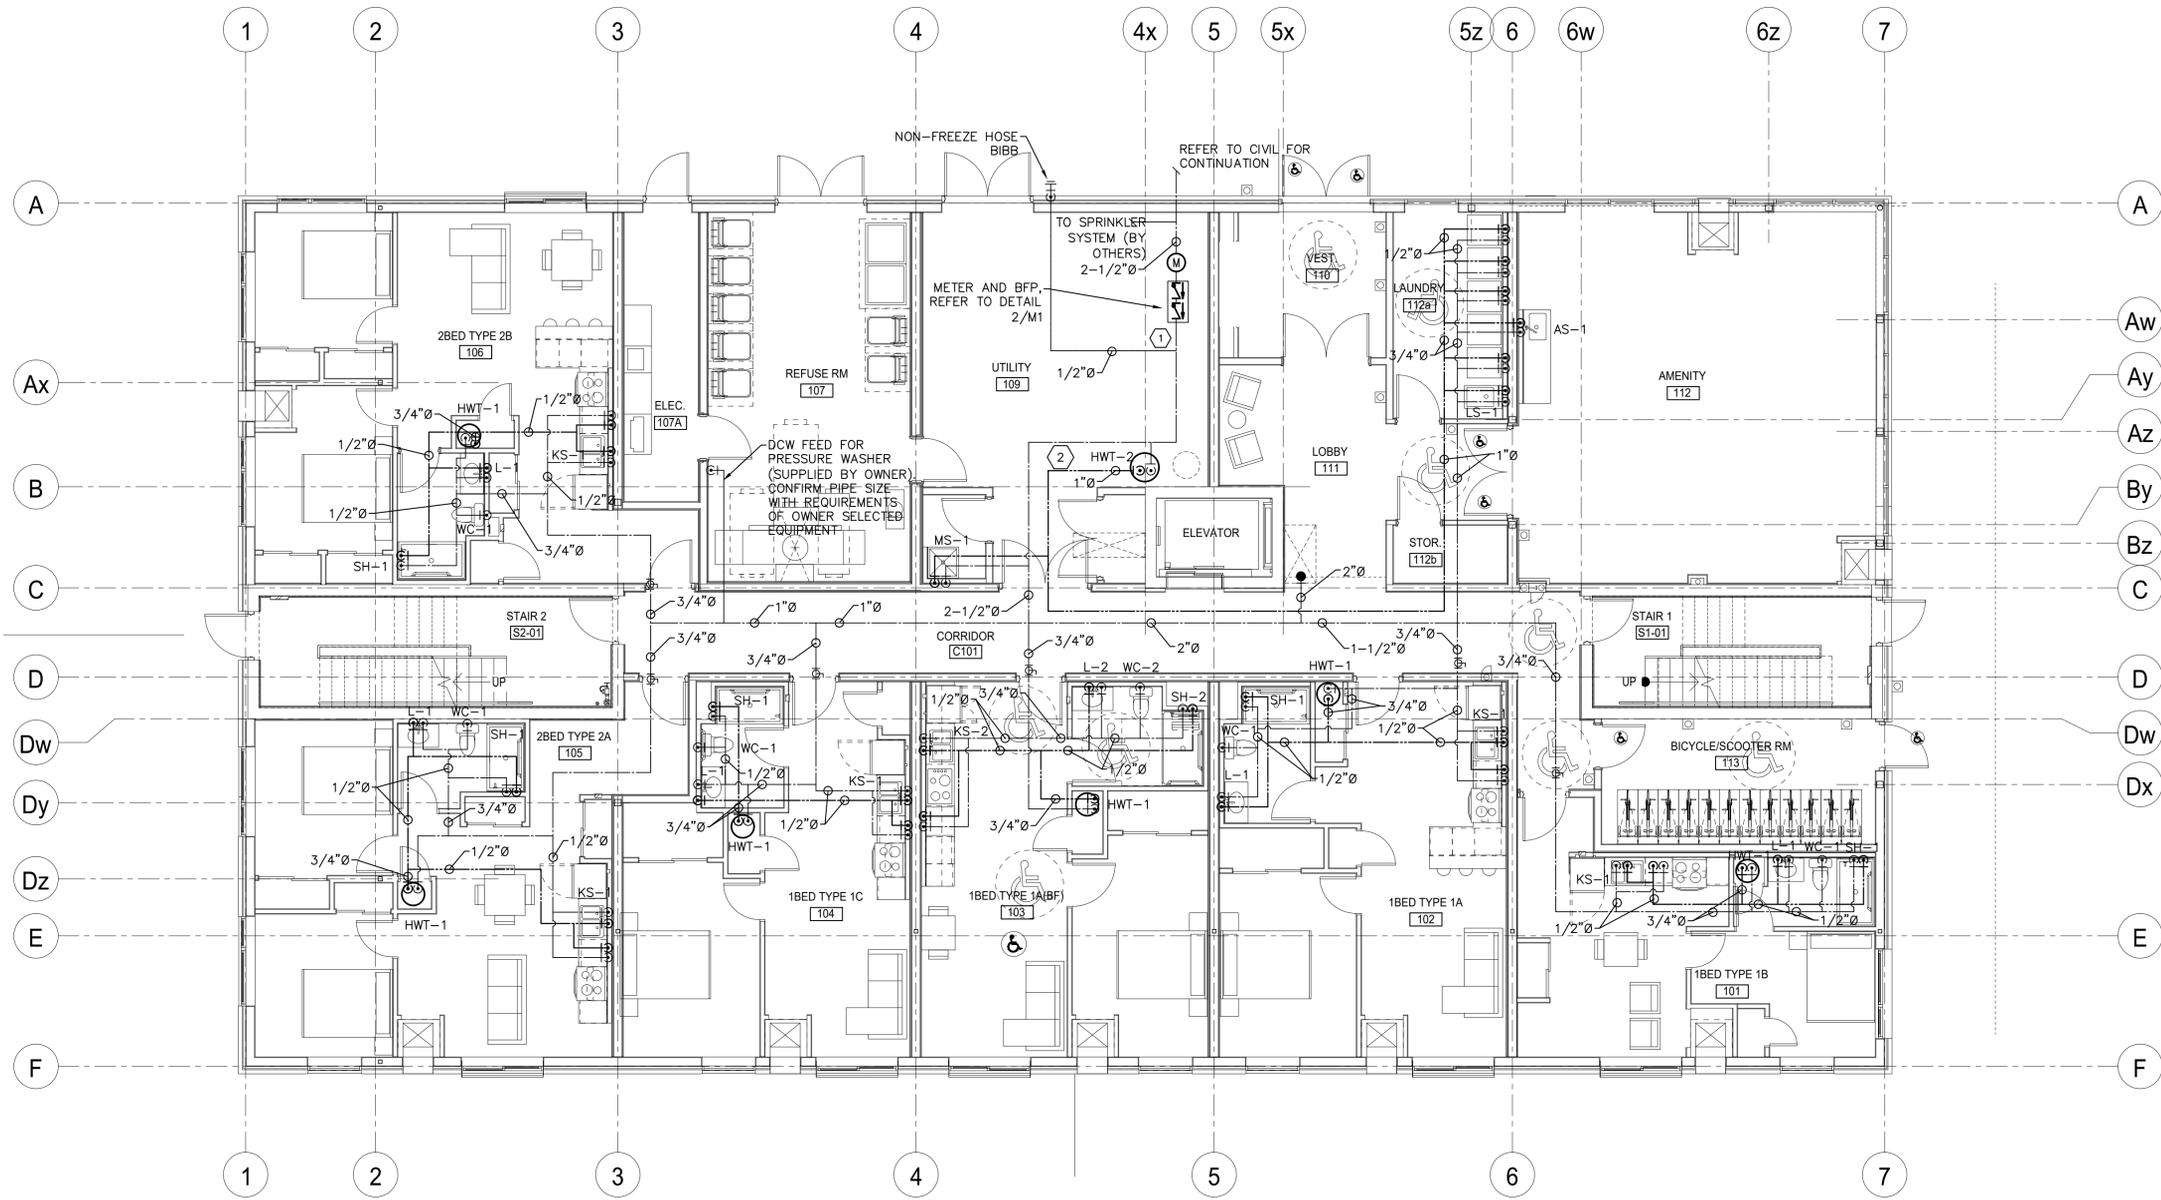 1 2 3 4 4x 5 5x 5z 6 6w 6z 7
NON-FREEZE HOSE
BIBB
REFER TO CIVIL FOR
CONTINUATION
A A
TO SPRINKLER
SYSTEM (BY
OTHERS)
2-1/2"Ø
M
METER AND BFP,
REFER TO DETAIL
2/M1
1
1/2"Ø
VEST.
110
1/2"Ø
LAUNDRY
112a
3/4"Ø
LS-1
AS-1
Aw
2BED TYPE 2B
106
REFUSE RM
107
UTILITY
109
AMENITY
112
Ax Ay
ELEC.
107A
HWT-1
3/4"Ø
1/2"Ø
1/2"Ø
KS-1
L-1
1/2"Ø
1/2"Ø
WC-1
3/4"Ø
SH-1
DCW FEED FOR
PRESSURE WASHER
(SUPPLIED BY OWNER)
CONFIRM PIPE SIZE
WITH REQUIREMENTS
OF OWNER SELECTED
EQUIPMENT
2
HWT-2
1"Ø
LOBBY
111
1"Ø
Az
B By
MS-1
ELEVATOR
STOR.
112b
Bz
C C
2"Ø
STAIR 2
S2-01
3/4"Ø
1"Ø
1"Ø
2-1/2"Ø
CORRIDOR
C101
STAIR 1
S1-01
3/4"Ø
3/4"Ø
3/4"Ø
2"Ø
1-1/2"Ø
3/4"Ø
3/4"Ø
D D
UP
UP
L-1
WC-1
SH-1
2BED TYPE 2A
105
1/2"Ø
3/4"Ø
3/4"Ø
1/2"Ø
1/2"Ø
KS-1
HWT-1
SH-1
WC-1
L-1
1/2"Ø
3/4"Ø
1/2"Ø
KS-1
HWT-1
1BED TYPE 1C
104
L-2
WC-2
SH-2
1/2"Ø
3/4"Ø
KS-2
1/2"Ø
HWT-1
3/4"Ø
1BED TYPE 1A(BF)
103
HWT-1
SH-1
3/4"Ø
1/2"Ø
KS-1
WC-1
1/2"Ø
L-1
1BED TYPE 1A
102
Dw Dw
BICYCLE/SCOOTER RM
113
Dy Dx
L-1
WC-1
SH-
HWT-1
KS-1
3/4"Ø
1/2"Ø
1/2"Ø
Dz
E E
1BED TYPE 1B
101
F F
1 2 3 4 5 6 7